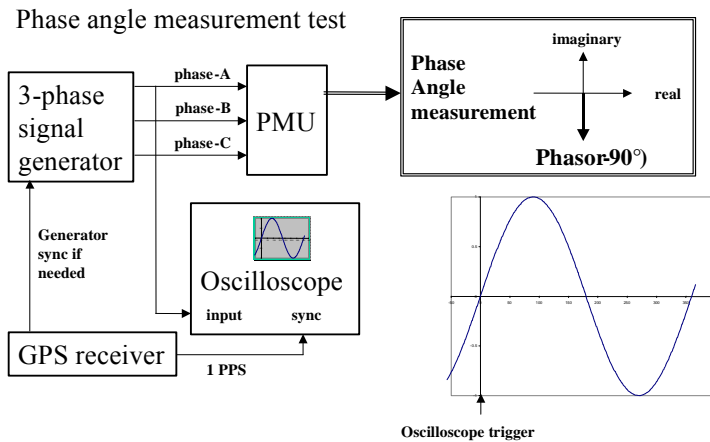 Phase angle measurement test
3-phase
signal
generator
phase-A
phase-B
phase-C
PMU
Phase
Angle
measurement
imaginary
real
Phasor-90°)
Generator
sync if
needed
Oscilloscope
input sync
GPS receiver
1 PPS
Oscilloscope trigger